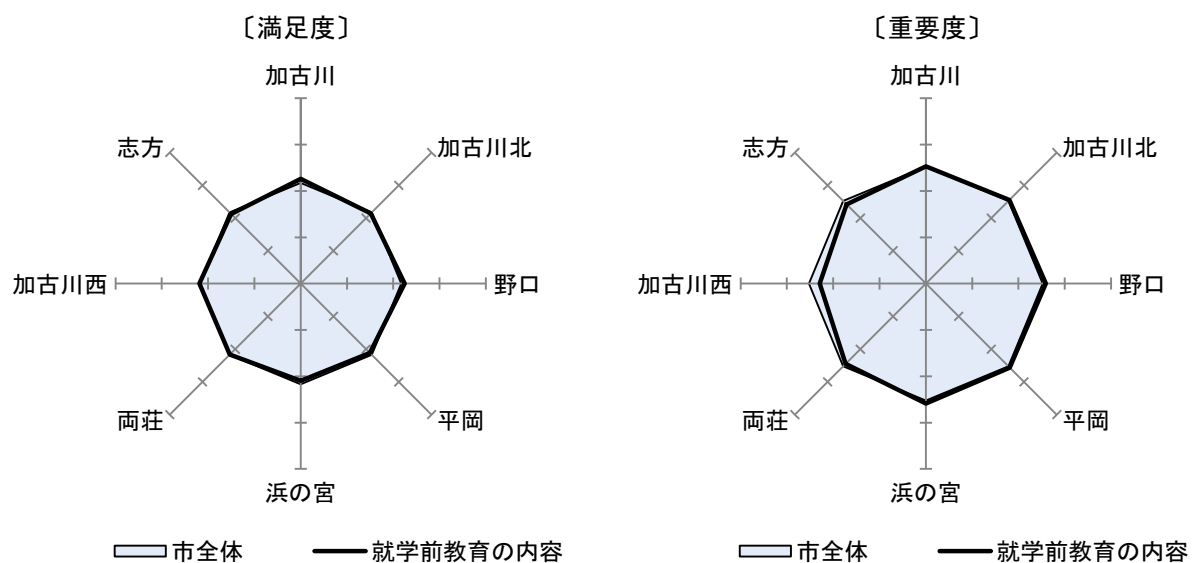 〔満足度〕
加古川
志方
加古川北
加古川西
野口
両荘
平岡
浜の宮
市全体
就学前教育の内容
〔重要度〕
加古川
志方
加古川北
加古川西
野口
両荘
平岡
浜の宮
市全体
就学前教育の内容